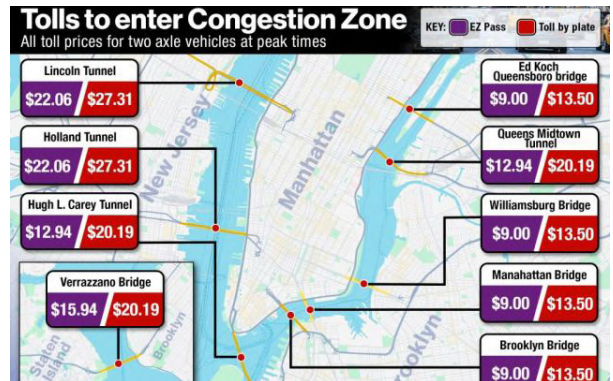 Tolls to enter Congestion Zone
All toll prices for two axle vehicles at peak times
KEY: EZ Pass Toll by plate
Lincoln Tunnel
$22.06 $27.31
Holland Tunnel
$22.06 $27.31
Hugh L. Carey Tunnel
$12.94 $20.19
Verrazzano Bridge
$15.94 $20.19
Ed Koch
Queensboro bridge
$9.00 $13.50
Queens Midtown
Tunnel
$12.94 $20.19
Williamsburg Bridge
$9.00 $13.50
Manahattan Bridge
$9.00 $13.50
Brooklyn Bridge
$9.00 $13.50
New Jersey
Manhattan
Brooklyn
Staten
Island
Brooklyn